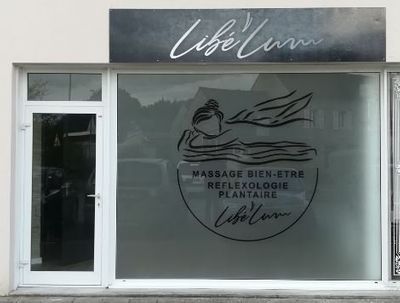 Libé'Lum
MASSAGE BIEN-ETRE
REFLEXOLOGIE
PLANTAIRE
Libé'Lum